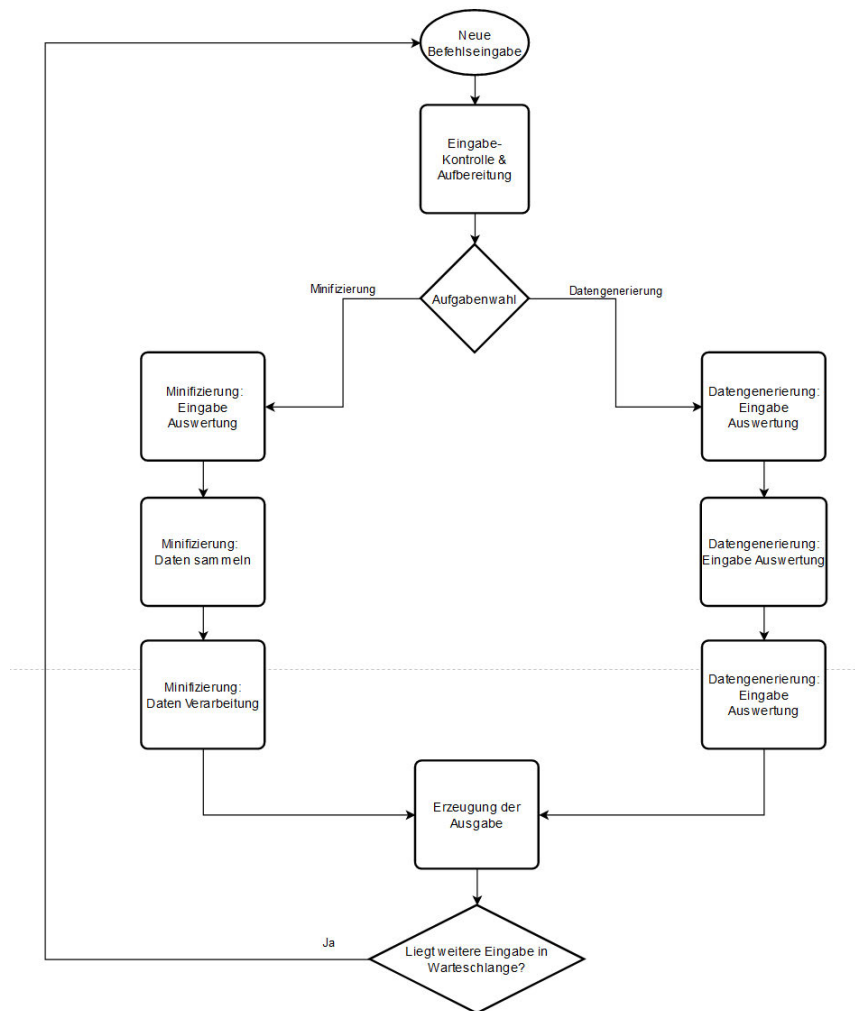 Neue
Befehlseingabe
Eingabe-
Kontrolle &
Aufbereitung
Minifizierung
Aufgabenwahl
Datengenerierung
Minifizierung:
Eingabe
Auswertung
Datengenerierung:
Eingabe
Auswertung
Minifizierung:
Daten sammeln
Datengenerierung:
Eingabe Auswertung
Minifizierung:
Daten Verarbeitung
Datengenerierung:
Eingabe
Auswertung
Erzeugung der
Ausgabe
Ja
Liegt weitere Eingabe in
Warteschlange?